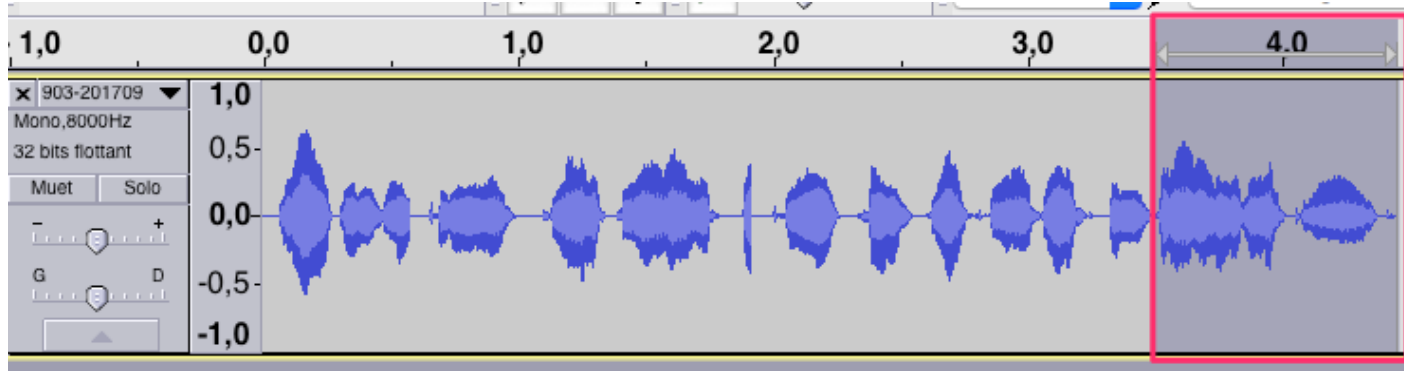 - 1,0 0,0 1,0 2,0 3,0 4,0
× 903-201709 ▼
Mono,8000Hz
32 bits flottant
Muet Solo
- +
G D
1,0
0,5-
0,0-
-0,5-
-1,0